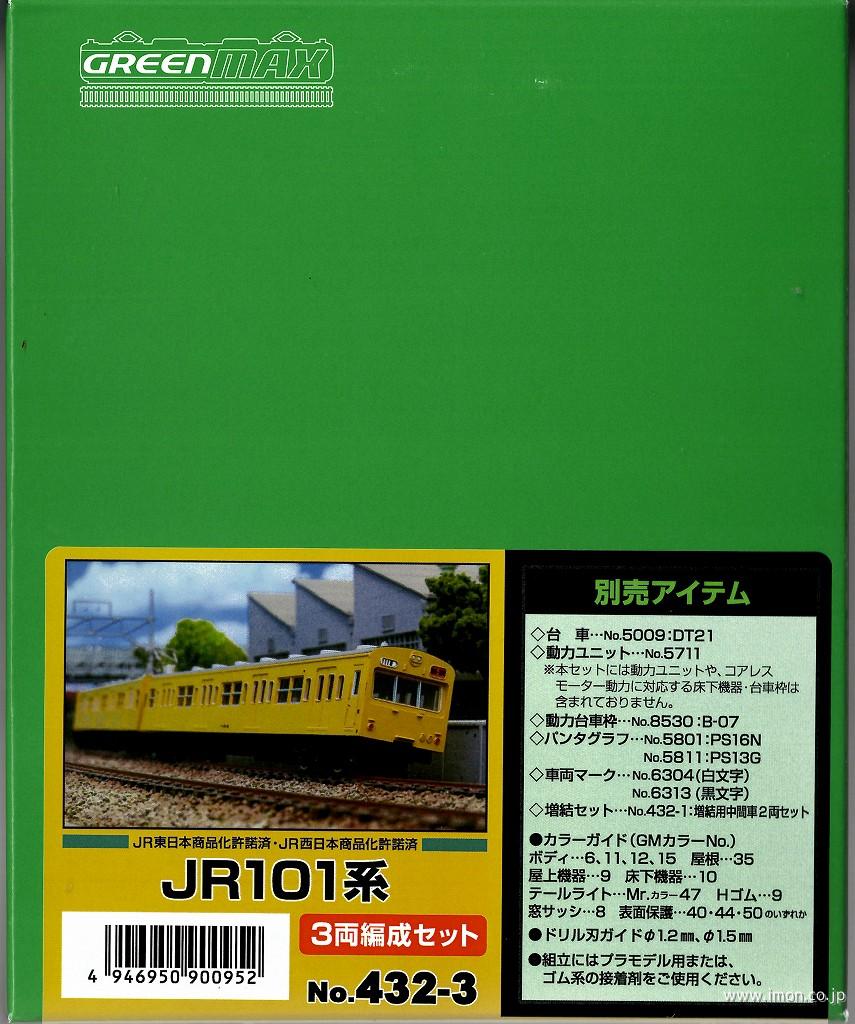 GREENMAX
JR東日本商品化許諾済・JR西日本商品化許諾済
JR101系
3両編成セット
4 946950 900952
No.432-3
別売アイテム
◇台　車…No.5009:DT21
◇動力ユニット…No.5711
※本セットには動力ユニットや、コアレス
モーター動力に対応する床下機器・台車枠は
含まれておりません。
◇動力台車枠…No.8530:B-07
◇パンタグラフ…No.5801:PS16N
No.5811:PS13G
◇車両マーク…No.6304(白文字)
No.6313(黒文字)
◇増結セット…No.432-1:増結用中間車2両セット
●カラーガイド(GMカラーNo.)
ボディ…6、11、12、15　屋根…35
屋上機器…9　床下機器…10
テールライト…Mr.カラー47　Hゴム…9
窓サッシ…8　表面保護…40・44・50のいずれか
●ドリル刃ガイドφ1.2㎜、φ1.5㎜
●組立にはプラモデル用または、
ゴム系の接着剤をご使用ください。
www.imon.co.jp